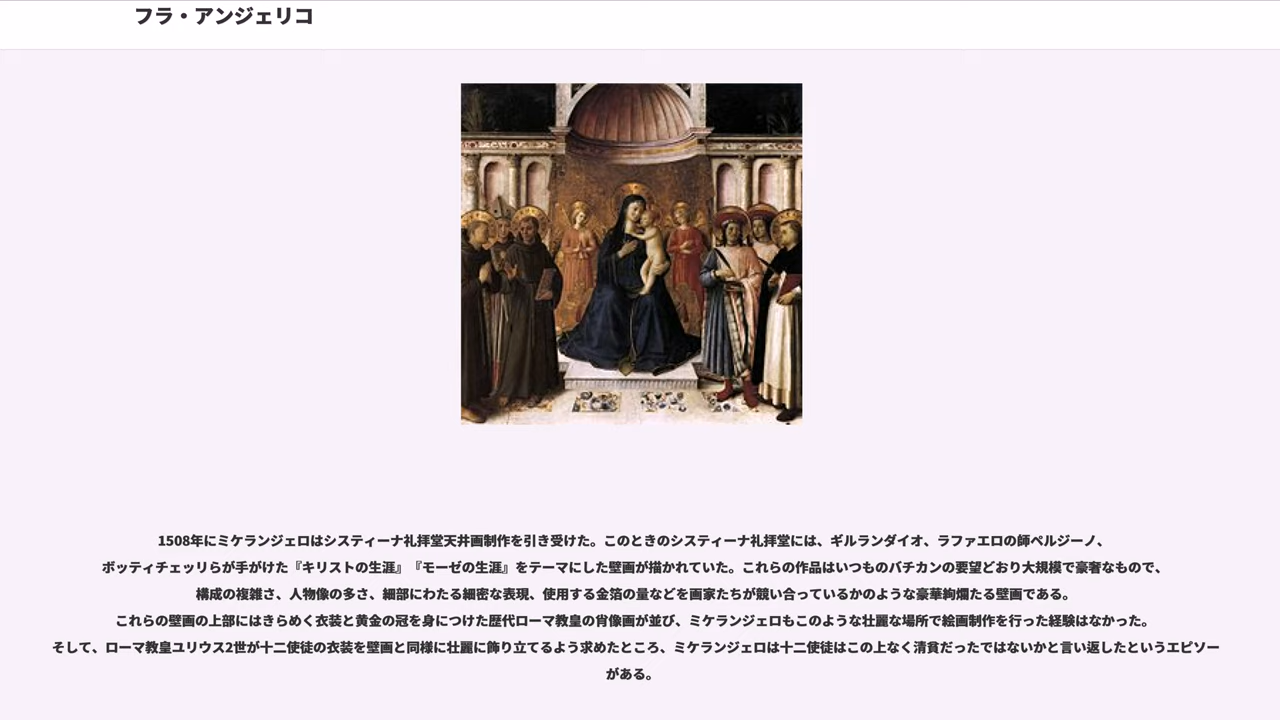 フラ・アンジェリコ
1508年にミケランジェロはシスティーナ礼拝堂天井画制作を引き受けた。このときのシスティーナ礼拝堂には、ギルランダイオ、ラファエロの師ペルジーノ、
ボッティチェッリらが手がけた『キリストの生涯』『モーゼの生涯』をテーマにした壁画が描かれていた。これらの作品はいつものバチカンの要望どおり大規模で豪奢なもので、
構成の複雑さ、人物像の多さ、細部にわたる細密な表現、使用する金箔の量などを画家たちが競い合っているかのような豪華絢爛たる壁画である。
これらの壁画の上部にはきらめく衣装と黄金の冠を身につけた歴代ローマ教皇の肖像画が並び、ミケランジェロもこのような壮麗な場所で絵画制作を行った経験はなかった。
そして、ローマ教皇ユリウス2世が十二使徒の衣装を壁画と同様に壮麗に飾り立てるよう求めたところ、ミケランジェロは十二使徒はこの上なく清貧だったではないかと言い返したというエピソー
がある。